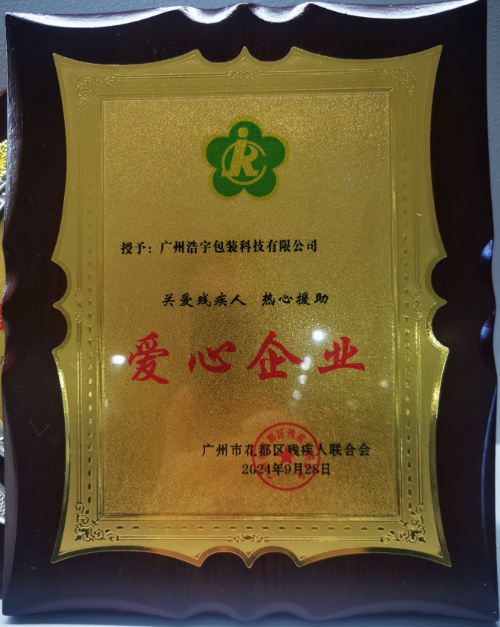 授予：广州浩宇包装科技有限公司
关爱残疾人 热心援助
爱心企业
广州市花都区残疾人联合会
2024年9月28日